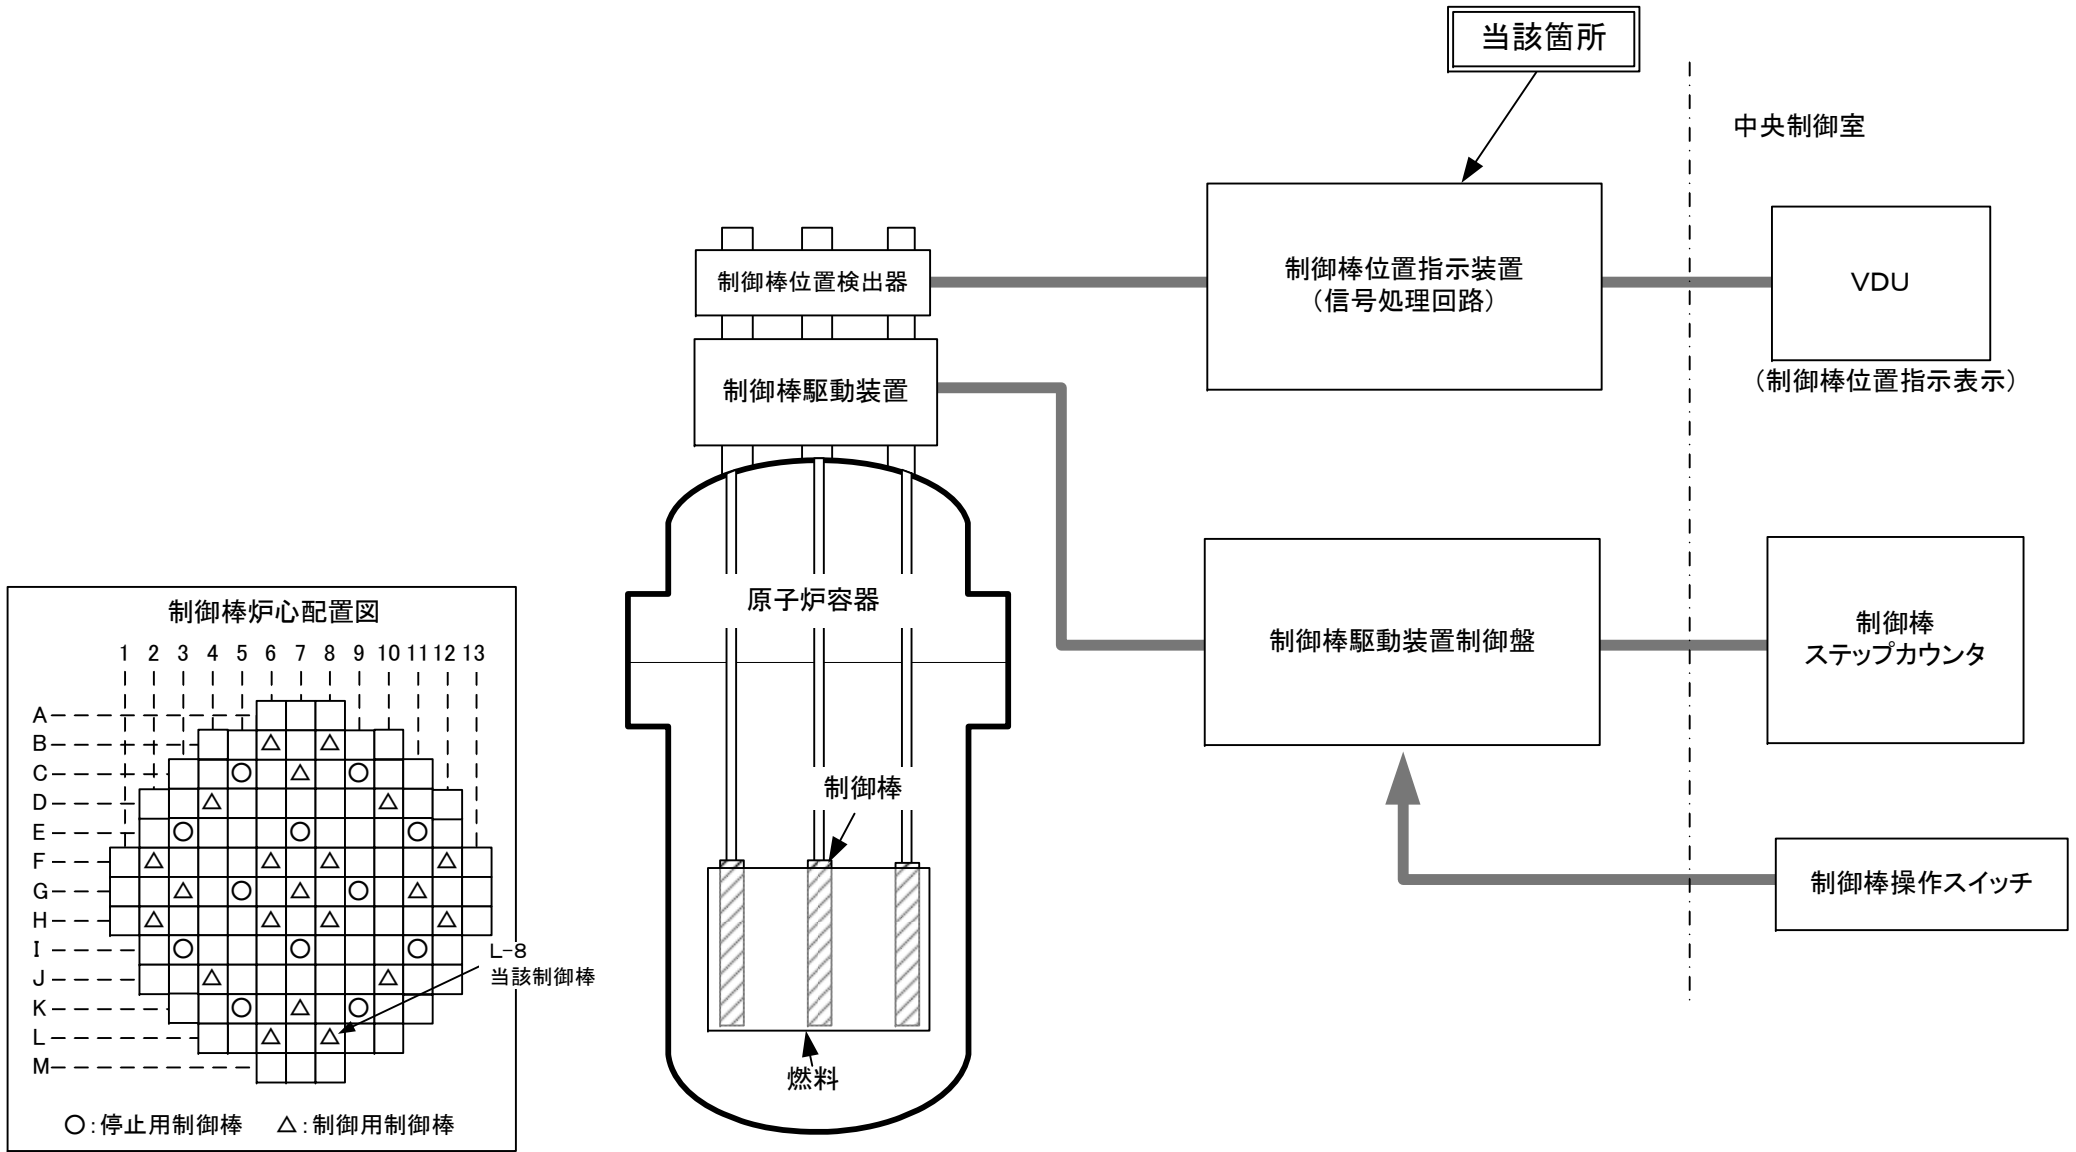 当該箇所
中央制御室
制御棒位置検出器
制御棒位置指示装置
(信号処理回路)
VDU
(制御棒位置指示表示)
制御棒駆動装置
原子炉容器
制御棒駆動装置制御盤
制御棒
ステップカウンタ
制御棒
制御棒操作スイッチ
燃料
制御棒炉心配置図
1 2 3 4 5 6 7 8 9 10 11 12 13
A
B
C
D
E
F
G
H
I
J
K
L
M
L-8
当該制御棒
○:停止用制御棒 △:制御用制御棒